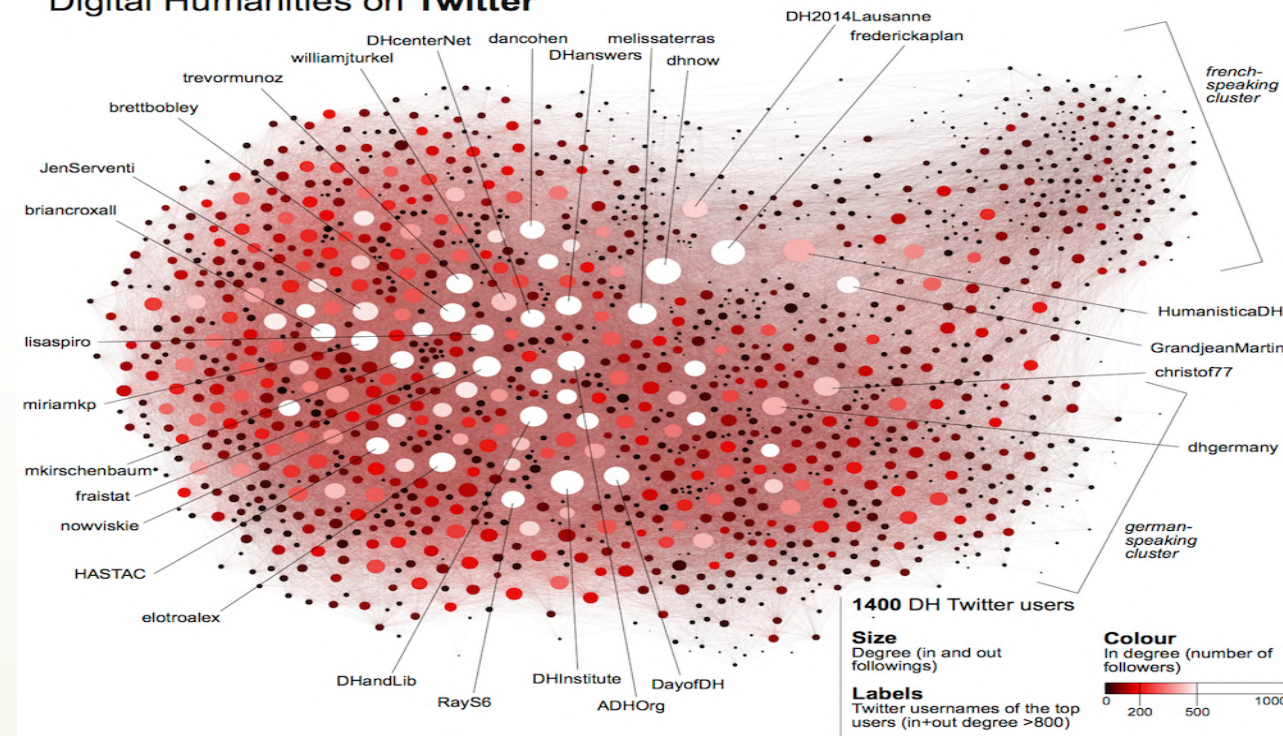 Digital Humanities on Twitter
DH2014Lausanne
frederickaplan
DHcenterNet
dancohen
melissaterras
williamjturkel
DHanswers
dhnow
trevormunoz
brettbobley
JenServenti
briancroxall
lisaspiro
miriamkp
mkirschenbaum
fraistat
nowviskie
HASTAC
elotroalex
DHandLib
RayS6
DHInstitute
ADHOrg
DayofDH
french-
speaking
cluster
HumanisticaDH
GrandjeanMartin
christof77
dhgermany
german-
speaking
cluster
1400 DH Twitter users
Size
Degree (in and out
followings)
Labels
Twitter usernames of the top
users (in+out degree >800)
Colour
In degree (number of
followers)
0 200 500 1000